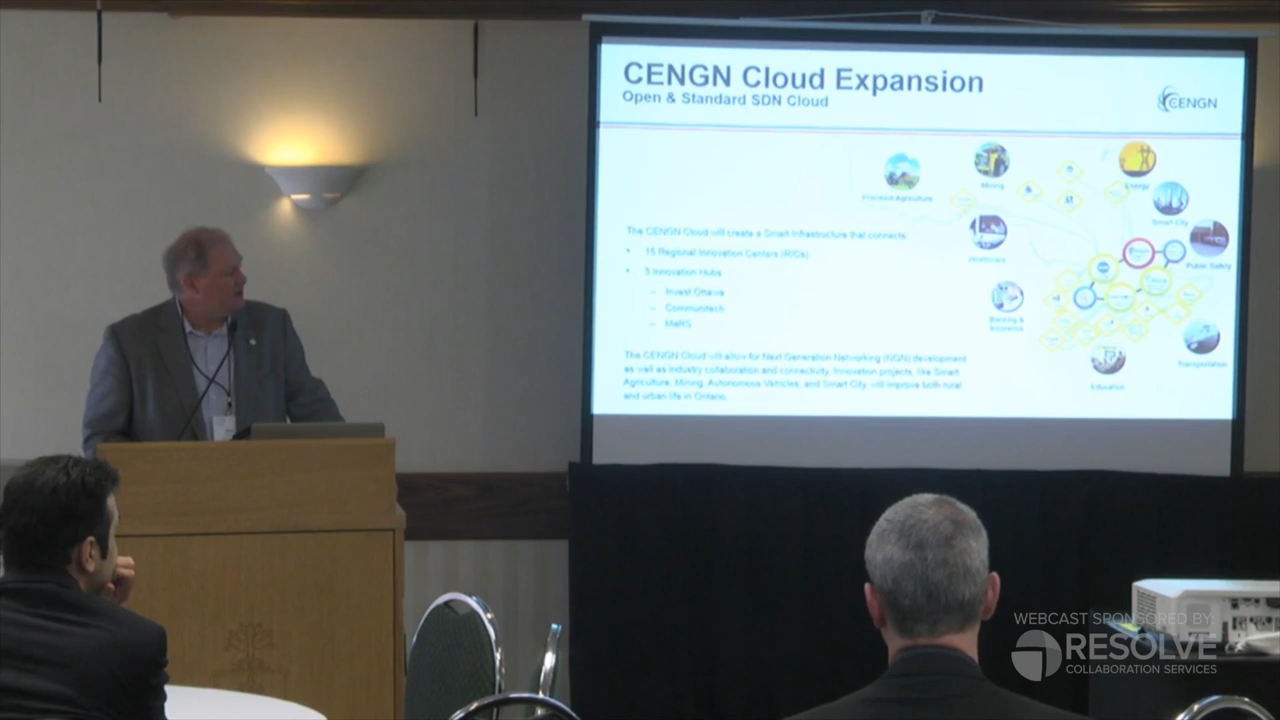 CENGN Cloud Expansion
Open & Standard SDN Cloud
CENGN
Precision Agriculture
Mining
Energy
Smart City
Public Safety
Healthcare
Banking &
Insurance
Education
Transportation
The CENGN Cloud will create a Smart Infrastructure that connects:
• 15 Regional Innovation Centers (RICs)
• 3 Innovation Hubs
– Invest Ottawa
– Communitech
– MaRS
The CENGN Cloud will allow for Next Generation Networking (NGN) development
as well as industry collaboration and connectivity. Innovation projects, like Smart
Agriculture, Mining, Autonomous Vehicles, and Smart City, will improve both rural
and urban life in Ontario.
WEBCAST SPONSORED BY:
RESOLVE
COLLABORATION SERVICES